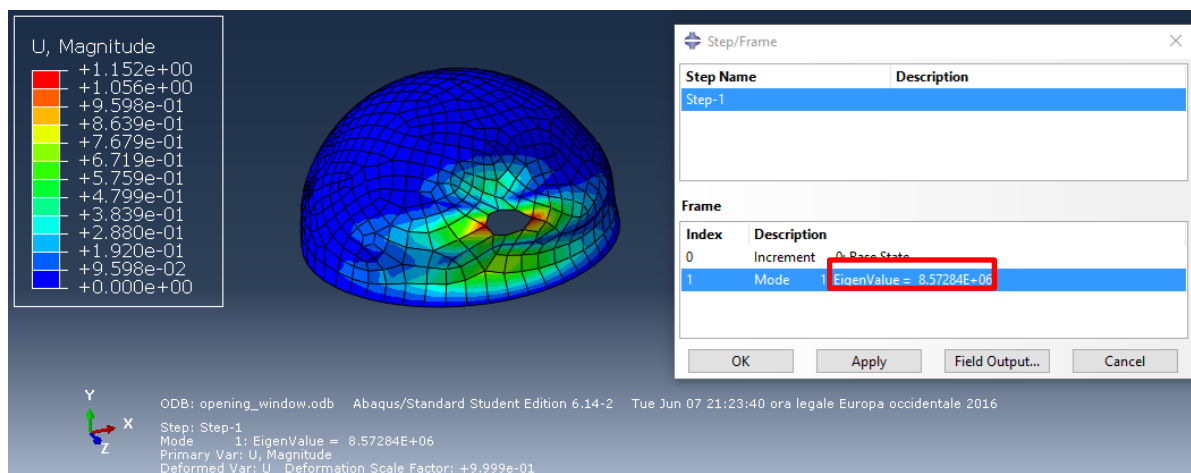 U, Magnitude
+1.152e+00
+1.056e+00
+9.598e-01
+8.639e-01
+7.679e-01
+6.719e-01
+5.759e-01
+4.799e-01
+3.839e-01
+2.880e-01
+1.920e-01
+9.598e-02
+0.000e+00
Step/Frame
Step Name Description
Step-1
Frame
Index Description
0 Increment 0: Base State
1 Mode 1: EigenValue = 8.57284E+06
OK Apply Field Output... Cancel
Y
X
Z
ODB: opening_window.odb Abaqus/Standard Student Edition 6.14-2 Tue Jun 07 21:23:40 ora legale Europa occidentale 2016
Step: Step-1
Mode 1: EigenValue = 8.57284E+06
Primary Var: U, Magnitude
Deformed Var: U Deformation Scale Factor: +9.999e-01